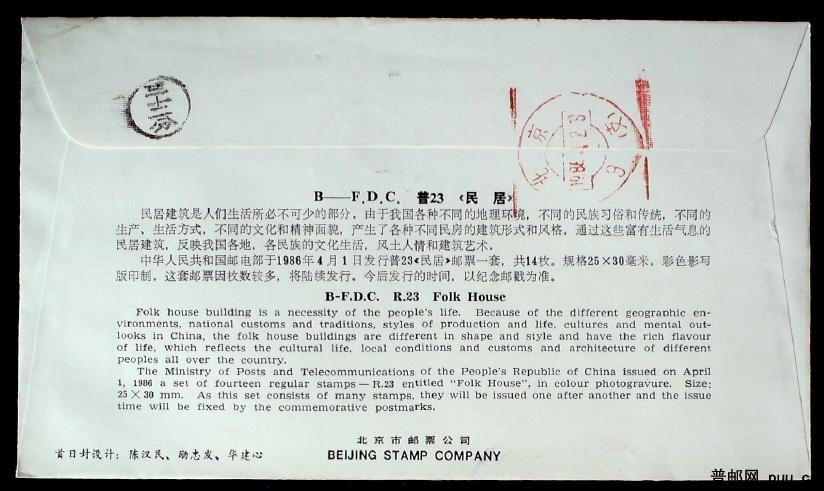 B——F.D.C. 普23《民居》
民居建筑是人们生活所必不可少的部分。由于我国各种不同的地理环境，不同的民族习俗和传统，不同的
生产、生活方式，不同的文化和精神面貌，产生了各种不同民房的建筑形式和风格。通过这些富有生活气息的
民居建筑，反映我国各地，各民族的文化生活，风土人情和建筑艺术。
中华人民共和国邮电部于1986年4月1日发行普23《民居》邮票一套，共14枚。规格25×30毫米，彩色影写
版印制。这套邮票因枚数较多，将陆续发行。今后发行的时间，以纪念邮戳为准。
B-F.D.C. R.23 Folk House
Folk house building is a necessity of the people's life. Because of the different geographic en-
vironments, national customs and traditions, styles of production and life, cultures and mental out-
looks in China, the folk house buildings are different in shape and style and have the rich flavour
of life, which reflects the cultural life, local conditions and customs and architecture of different
peoples all over the country.
The Ministry of Posts and Telecommunications of the People's Republic of China issued on April
1, 1986 a set of fourteen regular stamps—R.23 entitled "Folk House", in colour photogravure. Size:
25×30 mm. As this set consists of many stamps, they will be issued one after another and the issue
time will be fixed by the commemorative postmarks.
北京市邮票公司
首日封设计：陈汉民、励忠发、华建心
BEIJING STAMP COMPANY
普邮网 puu.c
北京